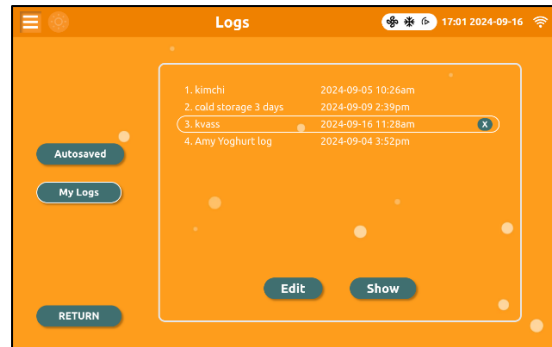 Logs
17:01 2024-09-16
1. kimchi 2024-09-05 10:26am
2. cold storage 3 days 2024-09-09 2:39pm
3. kvass 2024-09-16 11:28am X
4. Amy Yoghurt log 2024-09-04 3:52pm
Autosaved
My Logs
Edit Show
RETURN